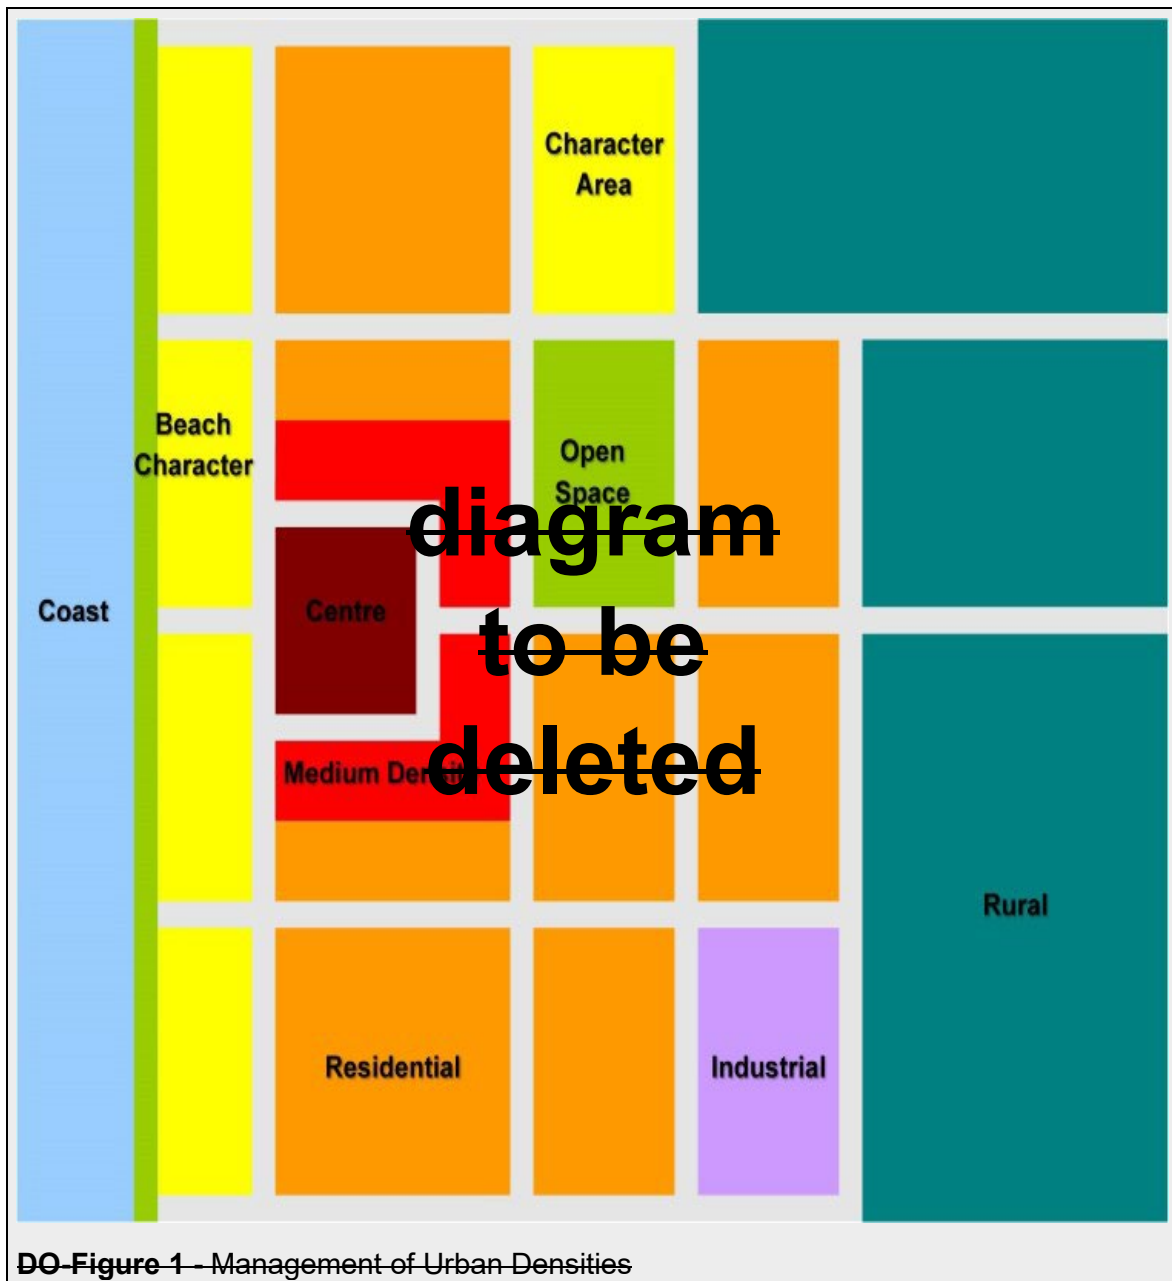 Character
Area
Beach
Character
Open
Space
diagram
Coast
Centre
to be
Medium Densit
deleted
Rural
Residential
Industrial
DO-Figure 1 - Management of Urban Densities